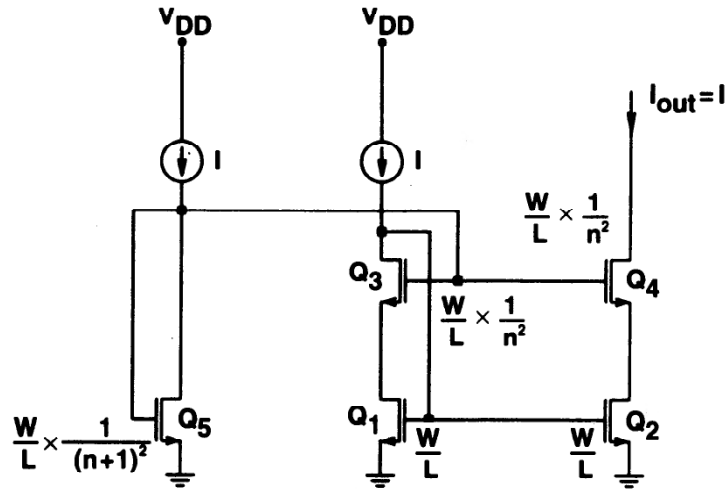 VDD
VDD
I
I
Iout=I
W/L × 1/n²
Q3
Q4
W/L × 1/n²
W/L × 1/(n+1)²
Q5
Q1
W/L
W/L
Q2